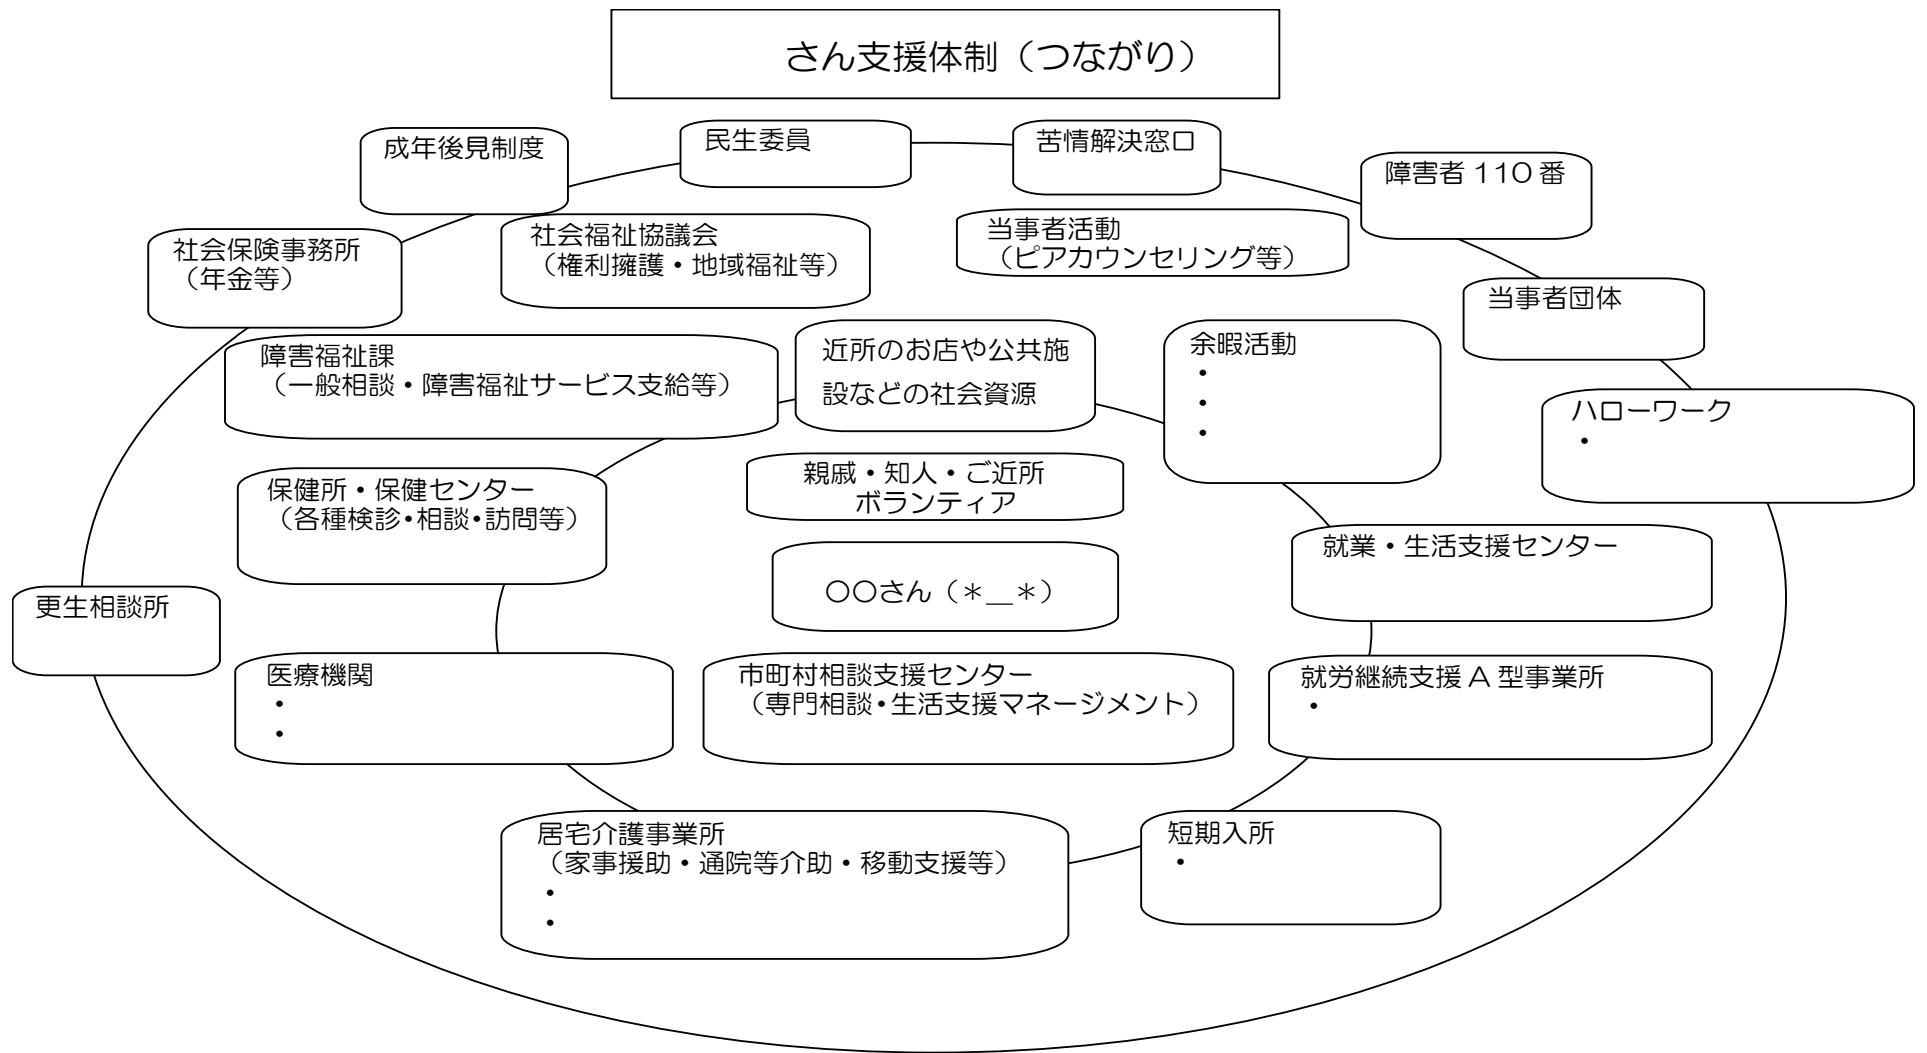 さん支援体制（つながり）
成年後見制度
民生委員
苦情解決窓口
障害者 110 番
社会保険事務所
（年金等）
社会福祉協議会
（権利擁護・地域福祉等）
当事者活動
（ピアカウンセリング等）
当事者団体
障害福祉課
（一般相談・障害福祉サービス支給等）
近所のお店や公共施
設などの社会資源
余暇活動
・
・
・
ハローワーク
・
保健所・保健センター
（各種検診・相談・訪問等）
親戚・知人・ご近所
ボランティア
就業・生活支援センター
〇〇さん（＊＿＊）
更生相談所
医療機関
・
・
市町村相談支援センター
（専門相談・生活支援マネージメント）
就労継続支援 A 型事業所
・
居宅介護事業所
（家事援助・通院等介助・移動支援等）
・
・
短期入所
・